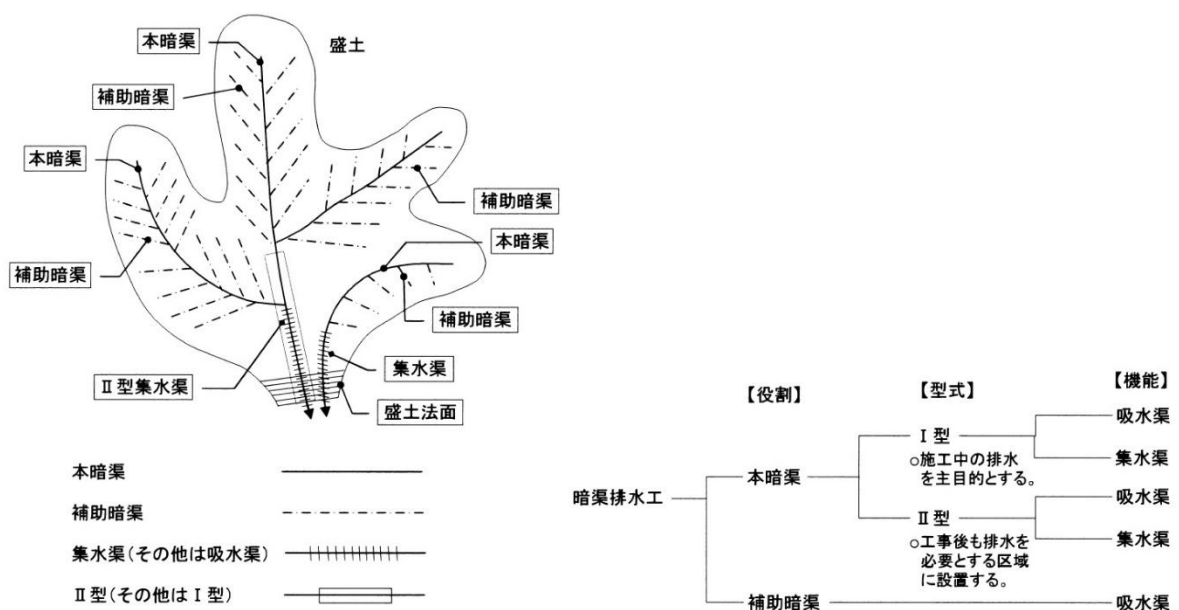 本暗渠
盛土
補助暗渠
本暗渠
補助暗渠
本暗渠
補助暗渠
補助暗渠
集水渠
Ⅱ型集水渠
盛土法面
本暗渠
補助暗渠
集水渠(その他は吸水渠)
Ⅱ型(その他はⅠ型)
【役割】
【型式】
【機能】
暗渠排水工
本暗渠
Ⅰ型
○施工中の排水
を主目的とする。
吸水渠
集水渠
Ⅱ型
○工事後も排水を
必要とする区域
に設置する。
吸水渠
集水渠
補助暗渠
吸水渠